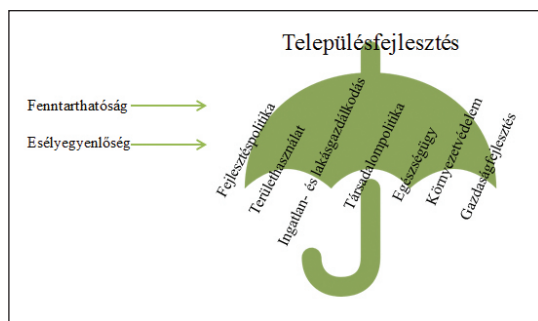 Településfejlesztés
Fenntarthatóság
Esélyegyenlőség
Fejlesztéspolitika
Területhasználat
Ingatlan- és lakásgazdálkodás
Társadalompolitika
Egészségügy
Környezetvédelem
Gazdaságfejlesztés